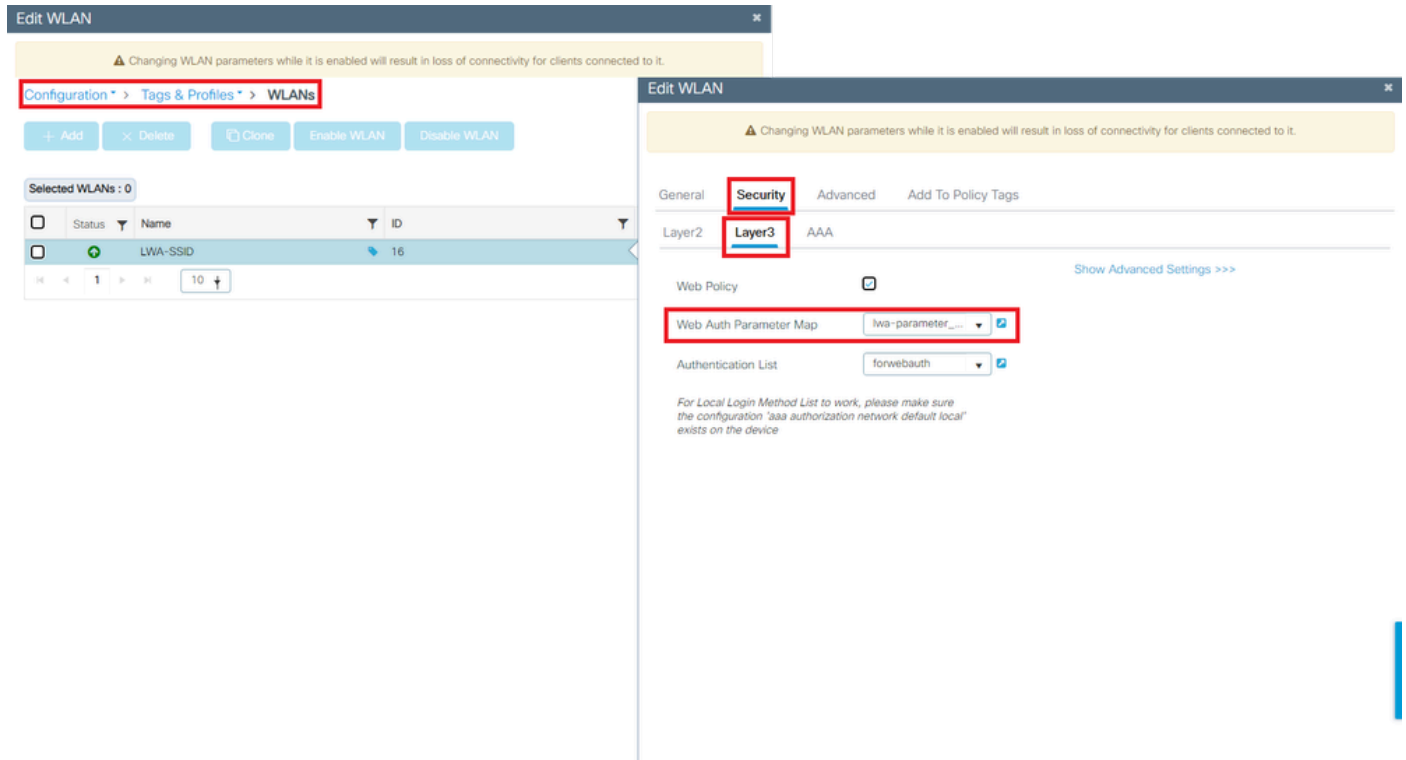 Edit WLAN
Changing WLAN parameters while it is enabled will result in loss of connectivity for clients connected to it.
Configuration > Tags & Profiles > WLANs
+ Add × Delete Clone Enable WLAN Disable WLAN
Selected WLANs : 0
Status Name ID
LWA-SSID 16
1 10
Edit WLAN
Changing WLAN parameters while it is enabled will result in loss of connectivity for clients connected to it.
General Security Advanced Add To Policy Tags
Layer2 Layer3 AAA
Show Advanced Settings >>>
Web Policy
Web Auth Parameter Map lwa-parameter_...
Authentication List forwebauth
For Local Login Method List to work, please make sure
the configuration 'aaa authorization network default local'
exists on the device